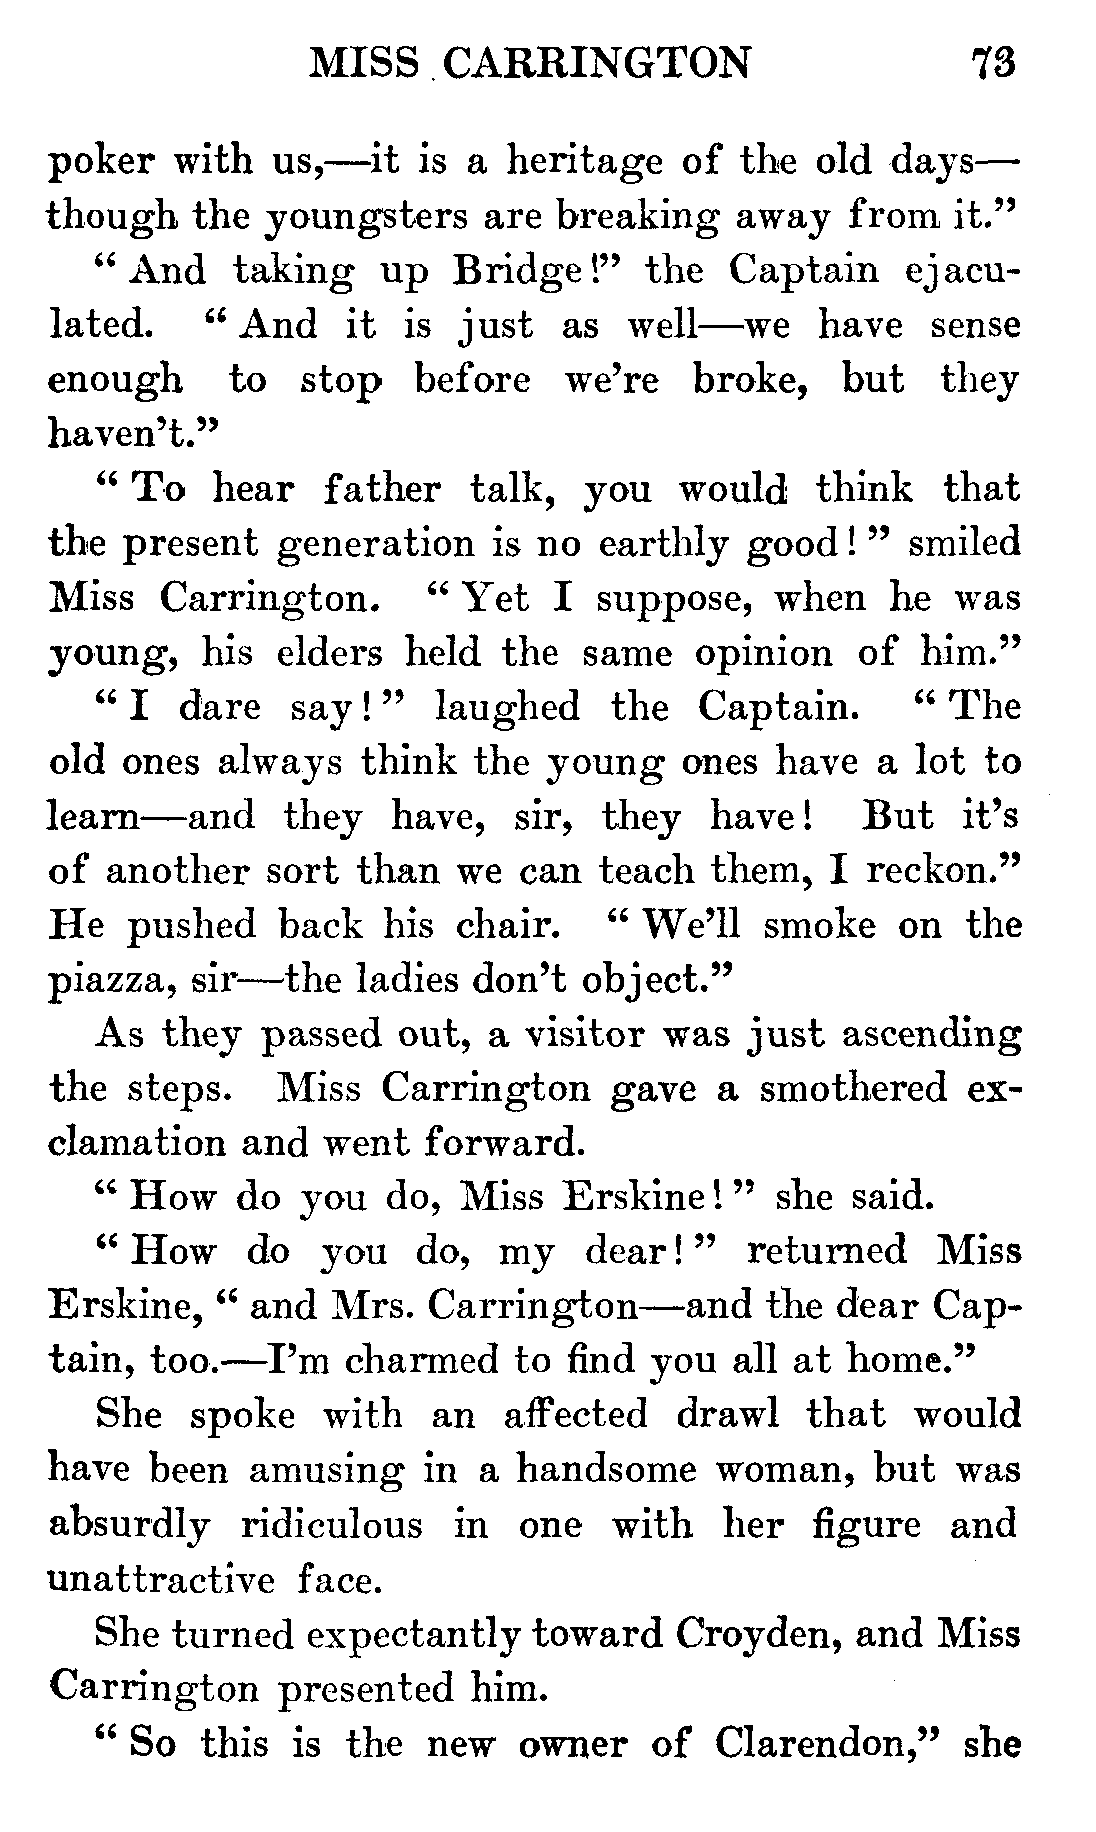 MISS CARRINGTON 73
poker with us,—it is a heritage of the old days—
though the youngsters are breaking away from it.”
“ And taking up Bridge!” the Captain ejacu-
lated. “ And it is just as well—we have sense
enough to stop before we’re broke, but they
haven’t.”
“ To hear father talk, you would think that
the present generation is no earthly good! ” smiled
Miss Carrington. “ Yet I suppose, when he was
young, his elders held the same opinion of him.”
“ I dare say! ” laughed the Captain. “ The
old ones always think the young ones have a lot to
learn—and they have, sir, they have! But it’s
of another sort than we can teach them, I reckon.”
He pushed back his chair. “ We’ll smoke on the
piazza, sir—the ladies don’t object.”
As they passed out, a visitor was just ascending
the steps. Miss Carrington gave a smothered ex-
clamation and went forward.
“ How do you do, Miss Erskine! ” she said.
“ How do you do, my dear! ” returned Miss
Erskine, “ and Mrs. Carrington—and the dear Cap-
tain, too.—I’m charmed to find you all at home.”
She spoke with an affected drawl that would
have been amusing in a handsome woman, but was
absurdly ridiculous in one with her figure and
unattractive face.
She turned expectantly toward Croyden, and Miss
Carrington presented him.
“ So this is the new owner of Clarendon,” she